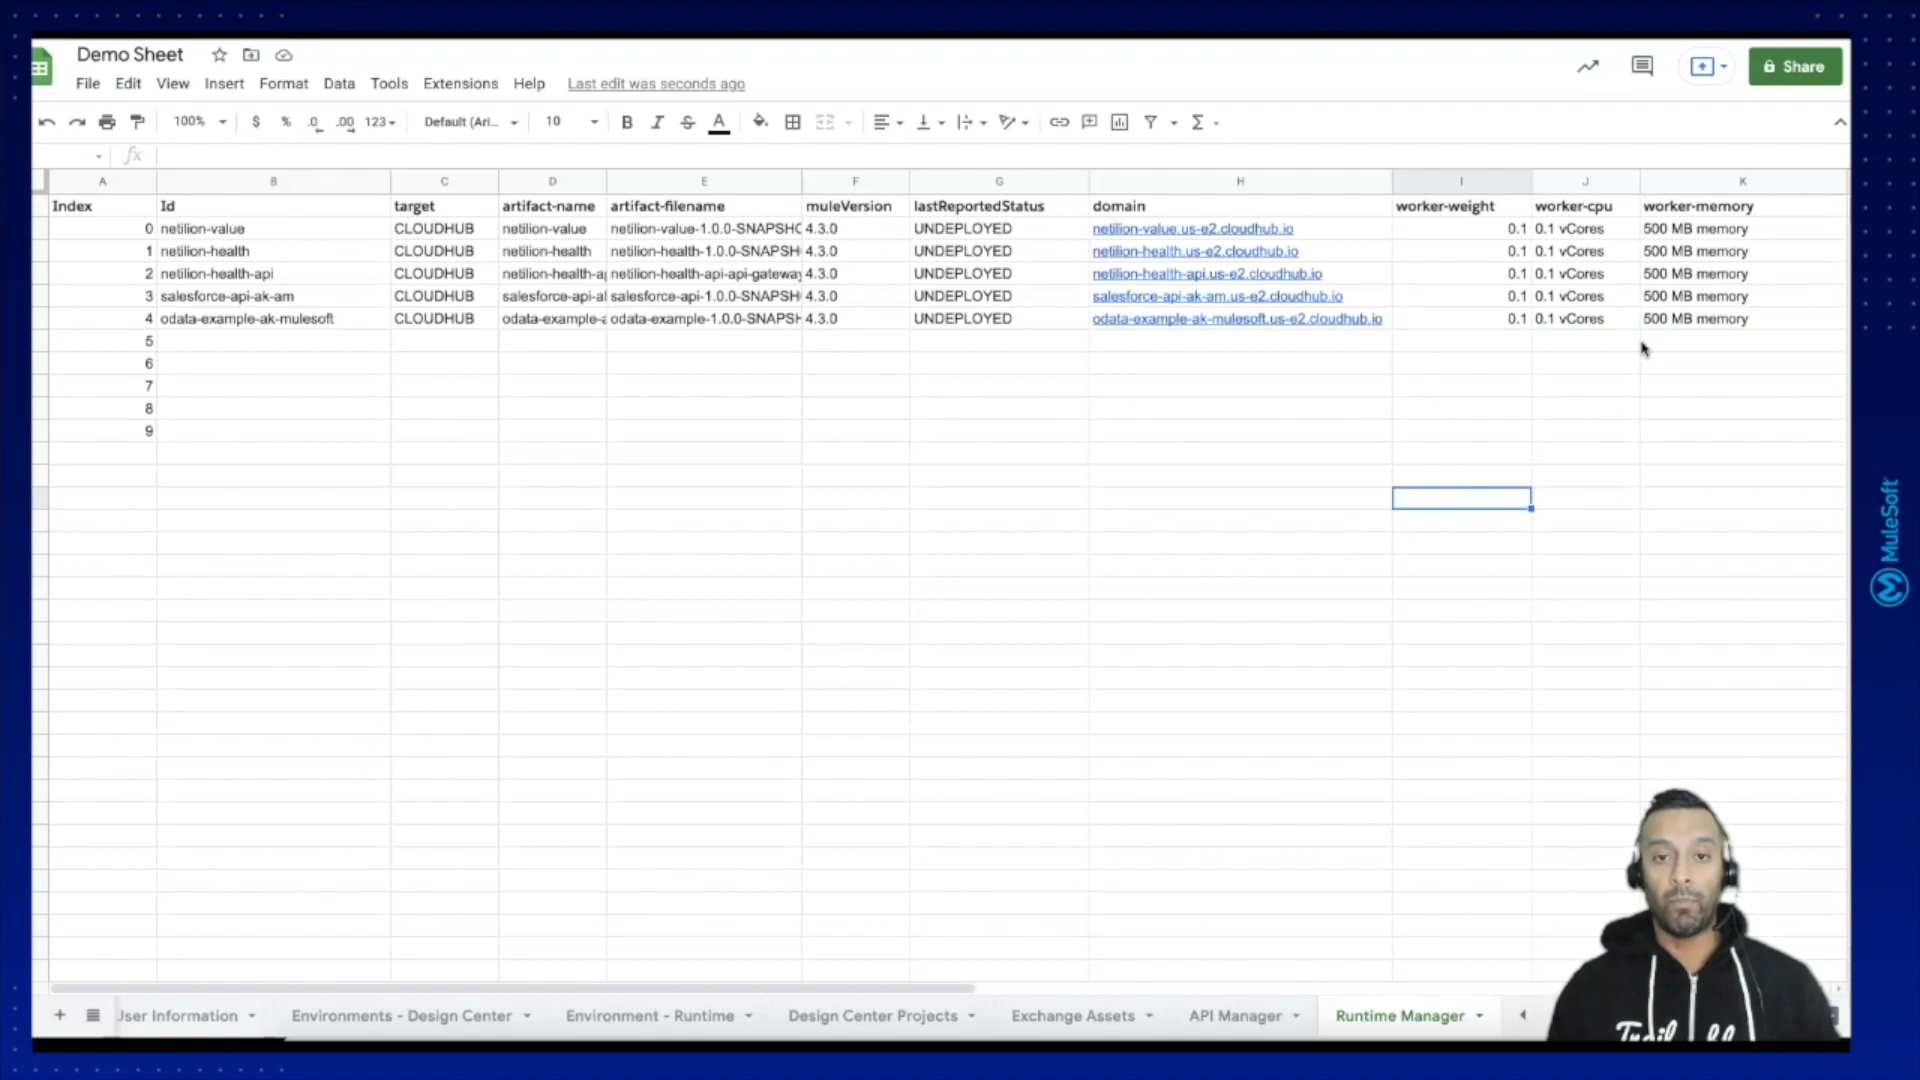 Demo Sheet
File Edit View Insert Format Data Tools Extensions Help Last edit was seconds ago
Share
100% $ % .0 .00 123 Default (Ari... 10 B I S A Σ
fx
A B C D E F G H I J K
Index Id target artifact-name artifact-filename muleVersion lastReportedStatus domain worker-weight worker-cpu worker-memory
0 netilion-value CLOUDHUB netilion-value netilion-value-1.0.0-SNAPSHO 4.3.0 UNDEPLOYED netilion-value.us-e2.cloudhub.io 0.1 0.1 vCores 500 MB memory
1 netilion-health CLOUDHUB netilion-health netilion-health-1.0.0-SNAPSH 4.3.0 UNDEPLOYED netilion-health.us-e2.cloudhub.io 0.1 0.1 vCores 500 MB memory
2 netilion-health-api CLOUDHUB netilion-health-ap netilion-health-api-api-gateway 4.3.0 UNDEPLOYED netilion-health-api.us-e2.cloudhub.io 0.1 0.1 vCores 500 MB memory
3 salesforce-api-ak-am CLOUDHUB salesforce-api-al salesforce-api-1.0.0-SNAPSH 4.3.0 UNDEPLOYED salesforce-api-ak-am.us-e2.cloudhub.io 0.1 0.1 vCores 500 MB memory
4 odata-example-ak-mulesoft CLOUDHUB odata-example-a odata-example-1.0.0-SNAPSH 4.3.0 UNDEPLOYED odata-example-ak-mulesoft.us-e2.cloudhub.io 0.1 0.1 vCores 500 MB memory
5
6
7
8
9
User Information Environments - Design Center Environment - Runtime Design Center Projects Exchange Assets API Manager Runtime Manager
MuleSoft